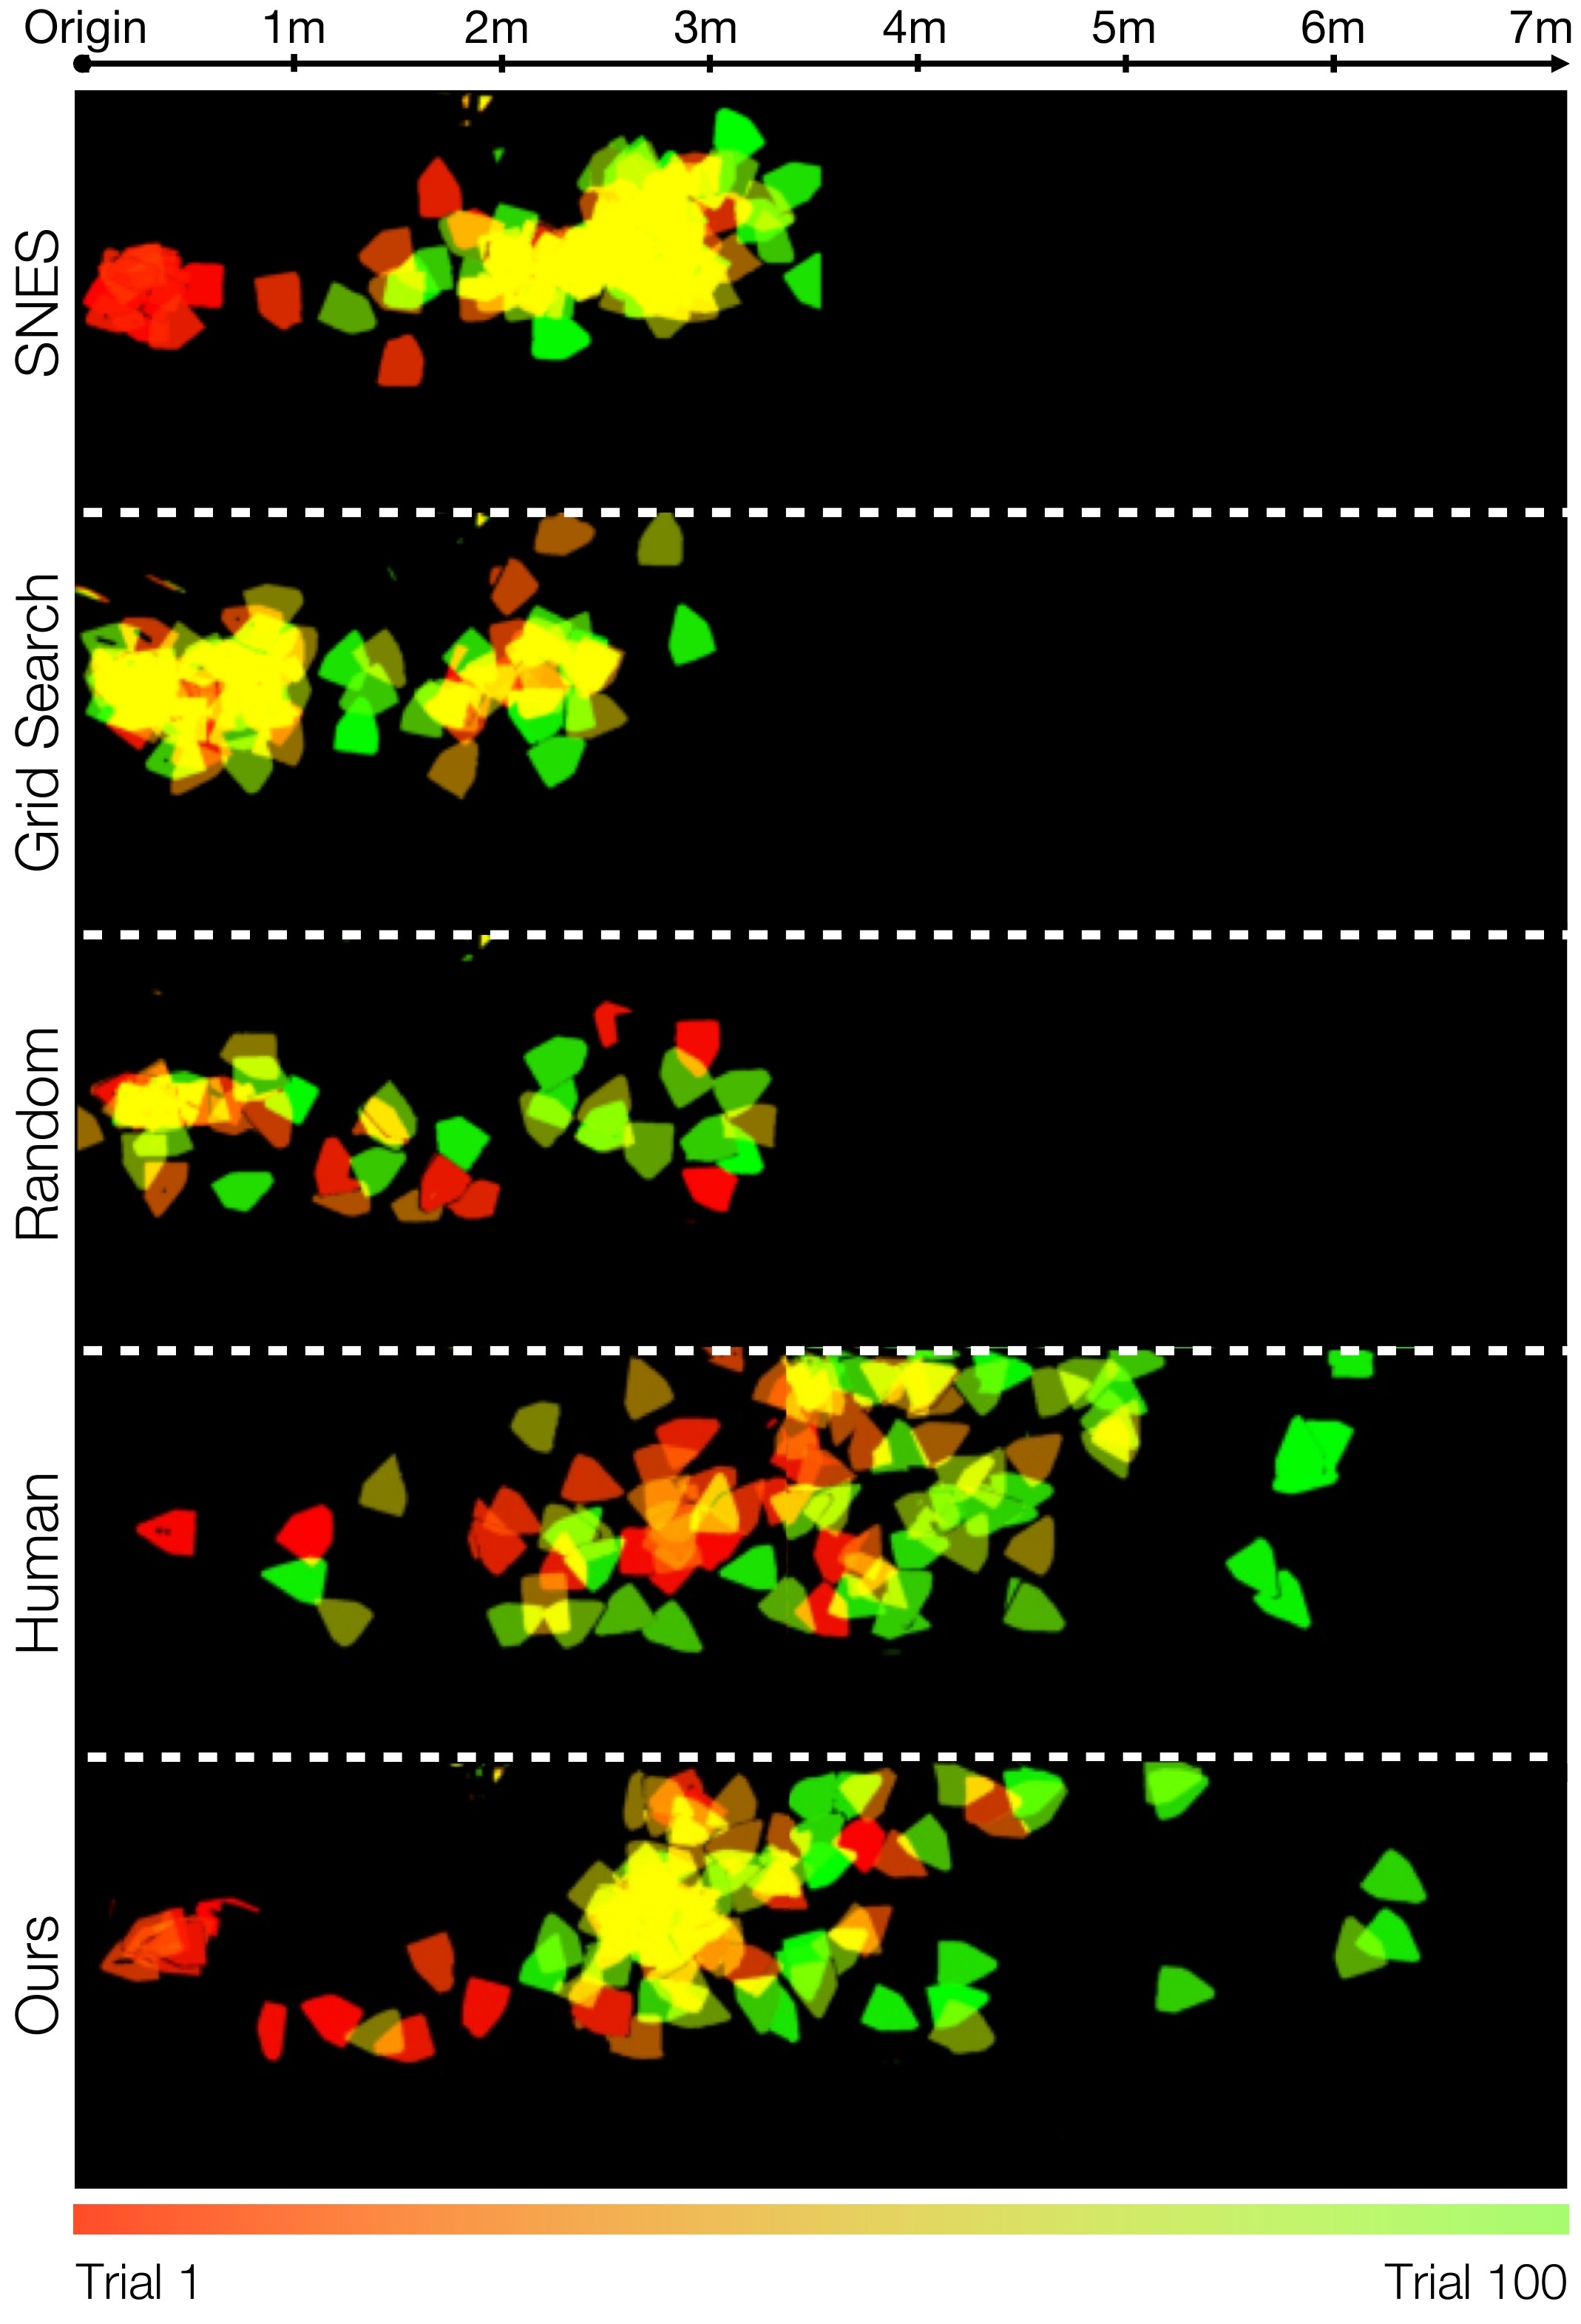 Origin 1m 2m 3m 4m 5m 6m 7m
SNES
Grid Search
Random
Human
Ours
Trial 1 Trial 100